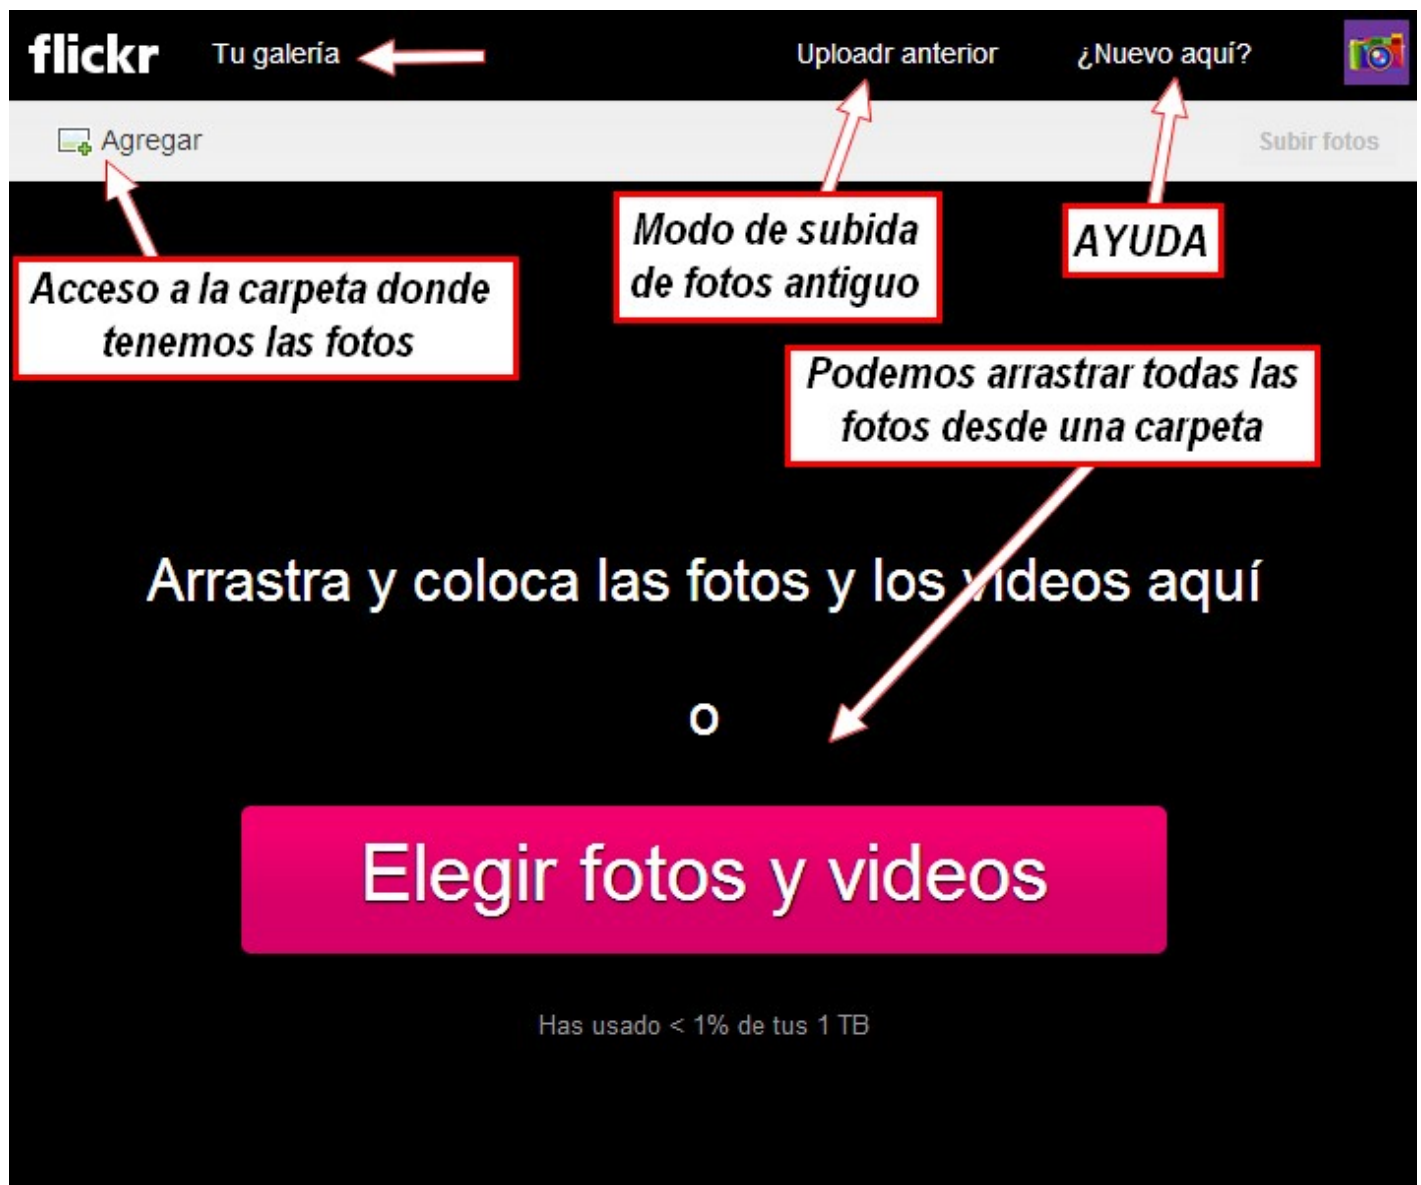 flickr Tu galería Uploadr anterior ¿Nuevo aquí?
Agregar Subir fotos
Modo de subida
de fotos antiguo
AYUDA
Acceso a la carpeta donde
tenemos las fotos
Podemos arrastrar todas las
fotos desde una carpeta
Arrastra y coloca las fotos y los videos aquí
o
Elegir fotos y videos
Has usado < 1% de tus 1 TB